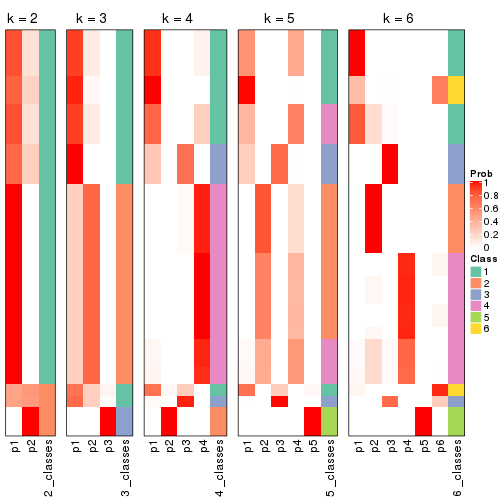 k = 2
k = 3
k = 4
k = 5
k = 6
p1
p2
2_classes
p1
p2
p3
3_classes
p1
p2
p3
p4
4_classes
p1
p2
p3
p4
p5
5_classes
p1
p2
p3
p4
p5
p6
6_classes
Prob
1
0.8
0.6
0.4
0.2
0
Class
1
2
3
4
5
6